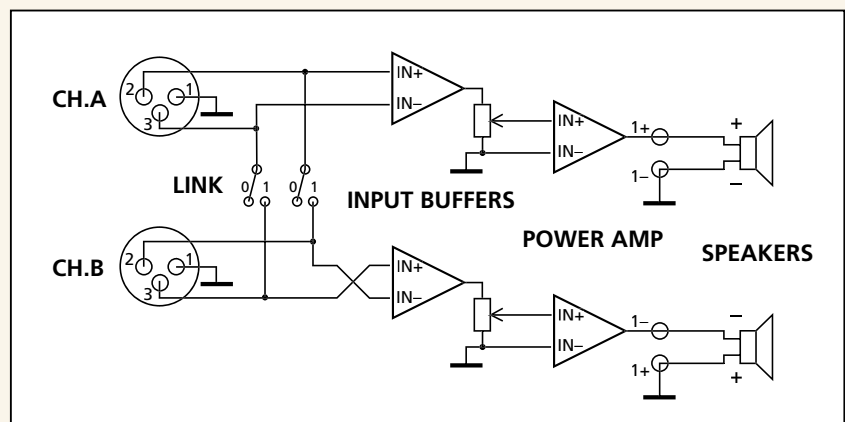 CH.A
2
1
3
IN+
IN–
IN+
IN–
1+
1–
+
–
LINK
0
1
0
1
INPUT BUFFERS
POWER AMP
SPEAKERS
CH.B
2
1
3
IN+
IN–
IN+
IN–
1–
1+
–
+